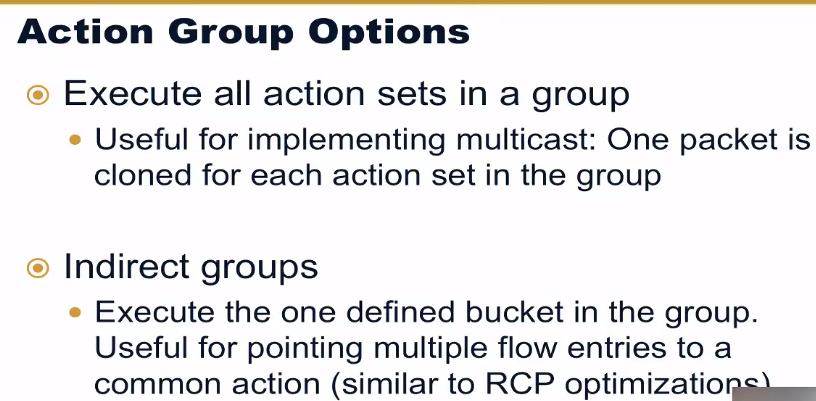 Action Group Options
Execute all action sets in a group
Useful for implementing multicast: One packet is
cloned for each action set in the group
Indirect groups
Execute the one defined bucket in the group.
Useful for pointing multiple flow entries to a
common action (similar to RCP optimizations)